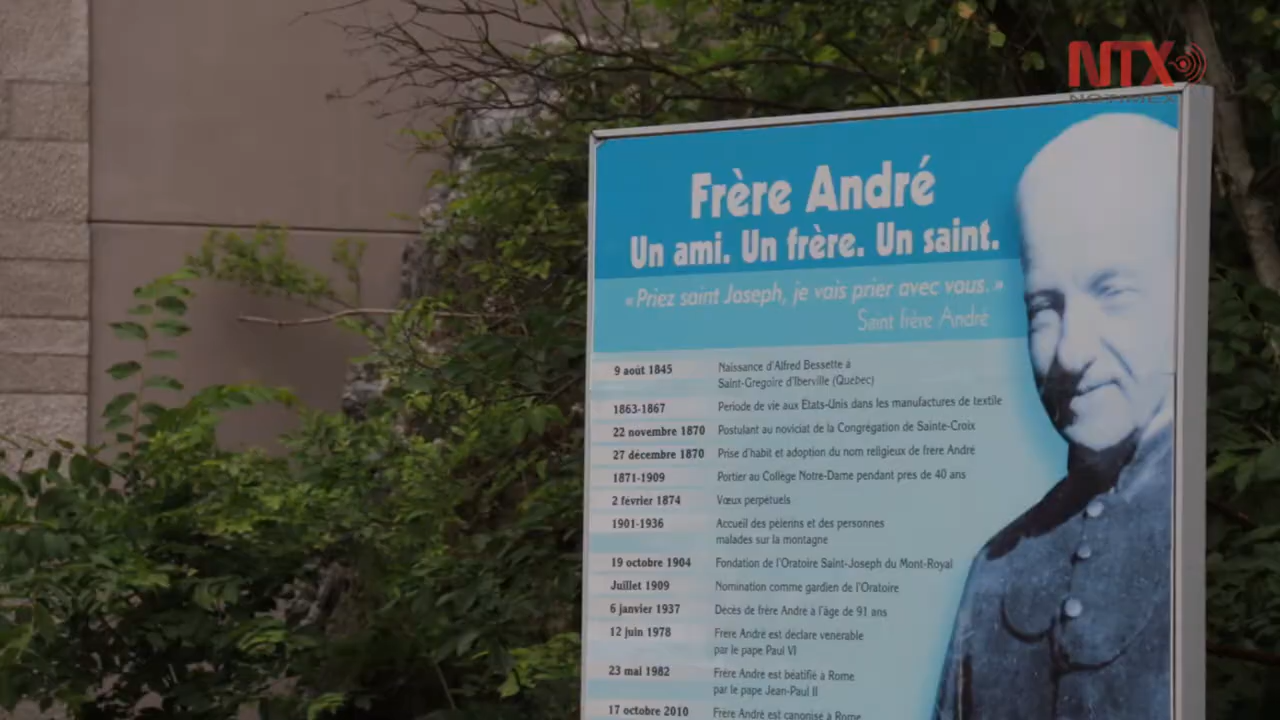 NTX
NOTIMEX
Frère André
Un ami. Un frère. Un saint.
« Priez saint Joseph, je vais prier avec vous. »
Saint frère André
9 août 1845 Naissance d'Alfred Bessette à
Saint-Grégoire d'Iberville (Québec)
1863-1867 Période de vie aux États-Unis dans les manufactures de textile
22 novembre 1870 Postulant au noviciat de la Congrégation de Sainte-Croix
27 décembre 1870 Prise d'habit et adoption du nom religieux de frère André
1871-1909 Portier au Collège Notre-Dame pendant près de 40 ans
2 février 1874 Vœux perpétuels
1901-1936 Accueil des pèlerins et des personnes
malades sur la montagne
19 octobre 1904 Fondation de l'Oratoire Saint-Joseph du Mont-Royal
Juillet 1909 Nomination comme gardien de l'Oratoire
6 janvier 1937 Décès de frère André à l'âge de 91 ans
12 juin 1978 Frère André est déclaré vénérable
par le pape Paul VI
23 mai 1982 Frère André est béatifié à Rome
par le pape Jean-Paul II
17 octobre 2010 Frère André est canonisé à Rome